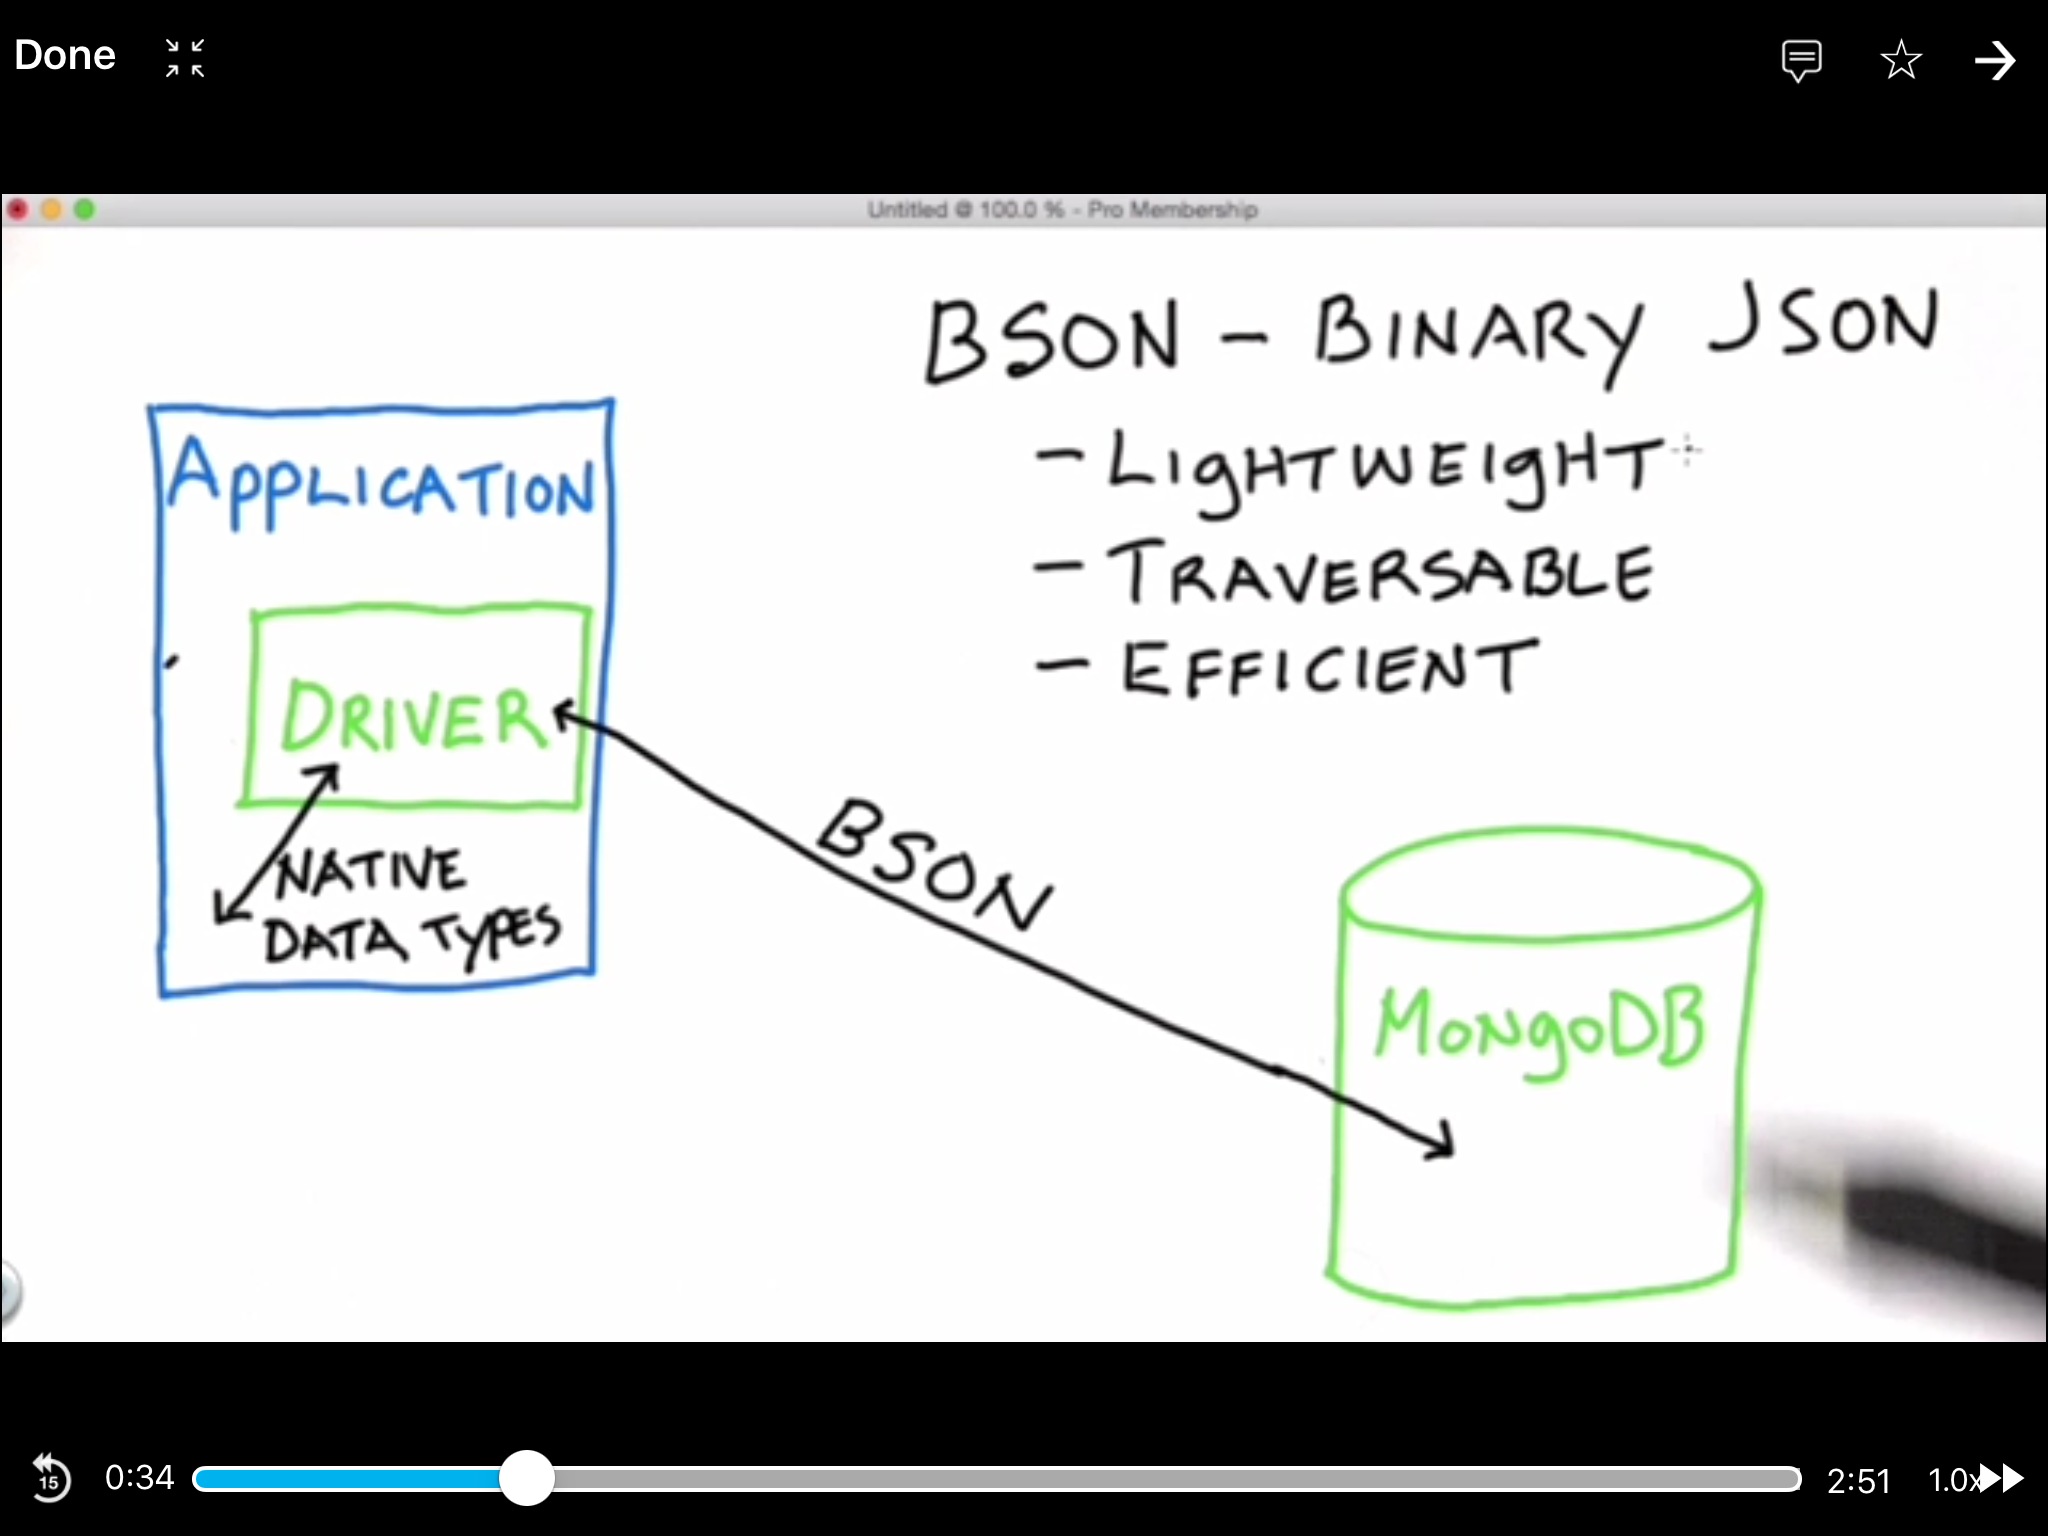 Done
Untitled @ 100.0 % - Pro Membership
BSON - BINARY JSON
- LIGHTWEIGHT
- TRAVERSABLE
- EFFICIENT
APPLICATION
DRIVER
NATIVE
DATA TYPES
BSON
MONGODB
15
0:34
2:51
1.0x